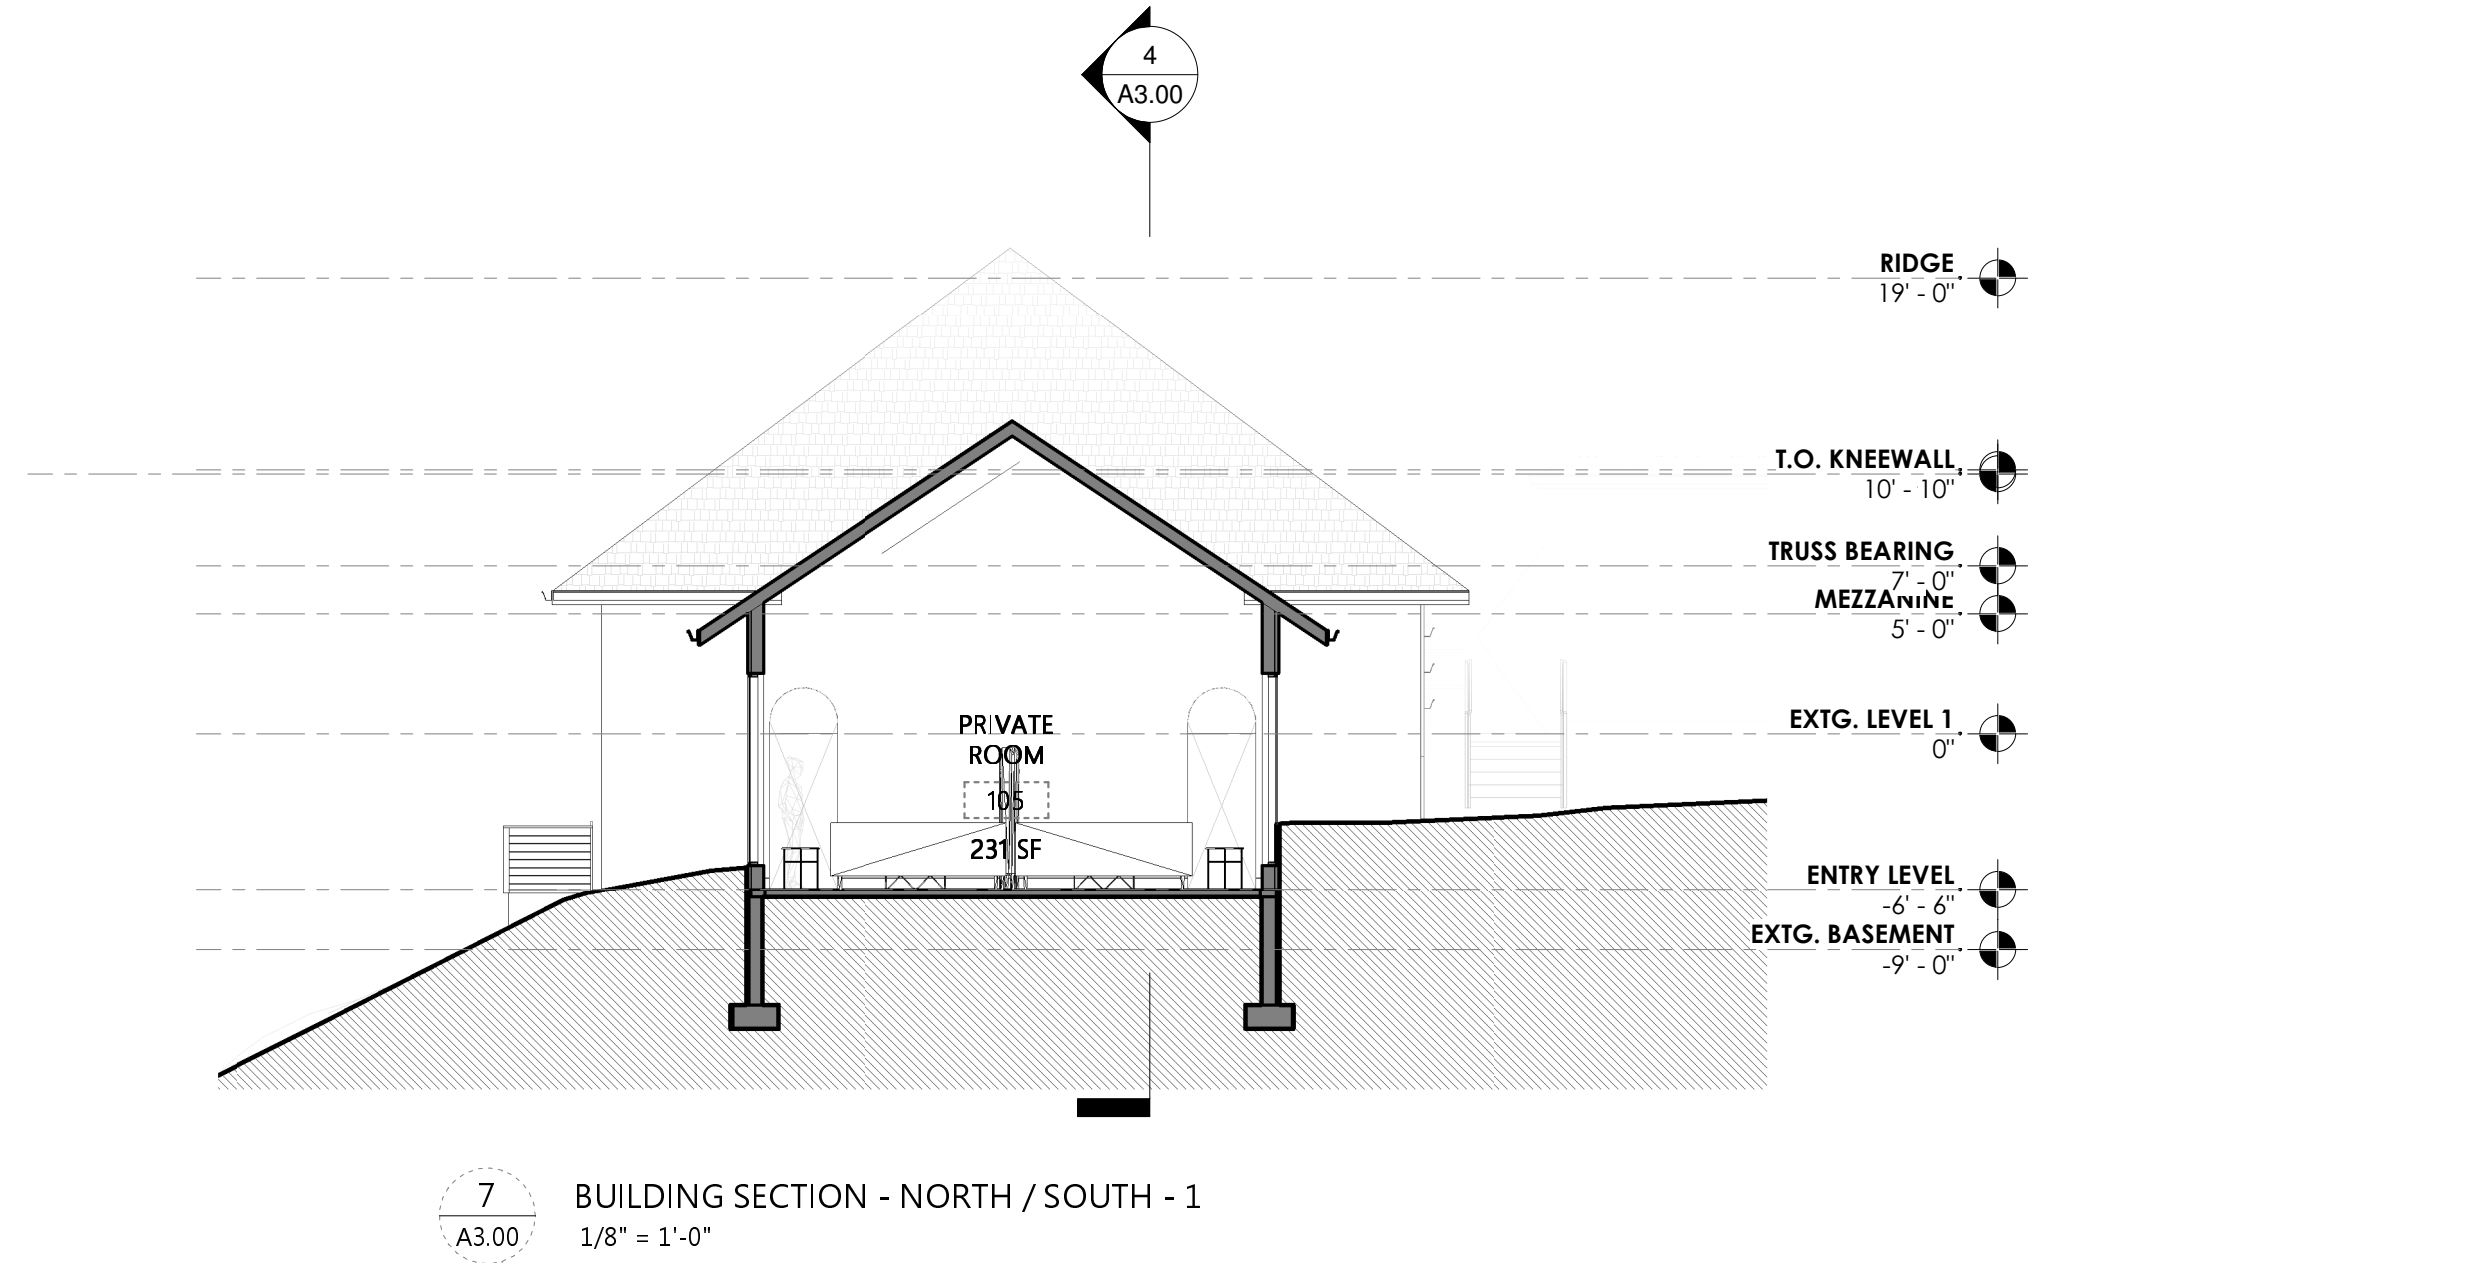 4
A3.00
RIDGE
19' - 0"
T.O. KNEEWALL
10' - 10"
TRUSS BEARING
7' - 0"
MEZZANINE
5' - 0"
EXTG. LEVEL 1
0"
PRIVATE
ROOM
105
231 SF
ENTRY LEVEL
-6' - 6"
EXTG. BASEMENT
-9' - 0"
7
A3.00
BUILDING SECTION - NORTH / SOUTH - 1
1/8" = 1'-0"